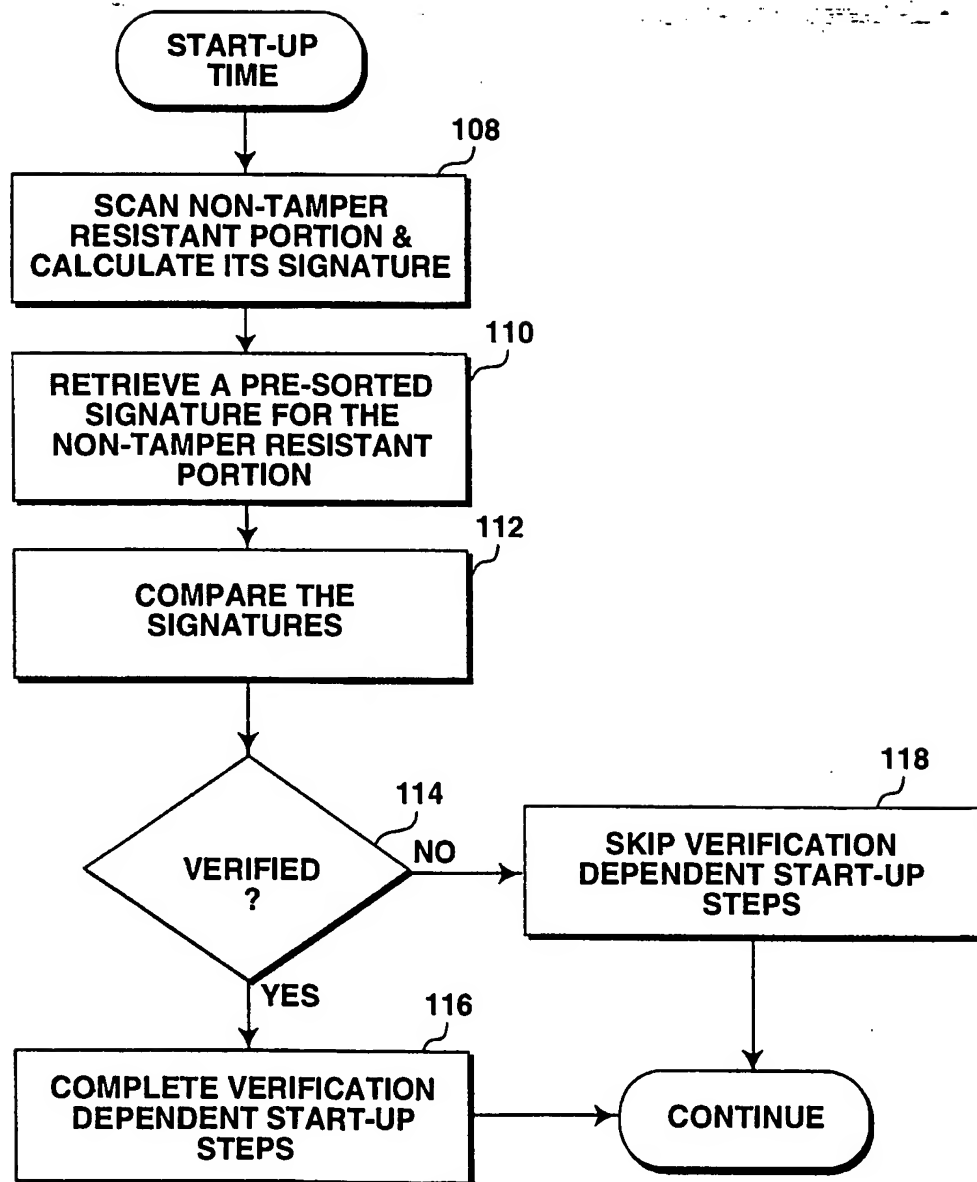 START-UP
TIME
108
SCAN NON-TAMPER
RESISTANT PORTION &
CALCULATE ITS SIGNATURE
110
RETRIEVE A PRE-SORTED
SIGNATURE FOR THE
NON-TAMPER RESISTANT
PORTION
112
COMPARE THE
SIGNATURES
114
VERIFIED
?
NO
118
SKIP VERIFICATION
DEPENDENT START-UP
STEPS
YES
116
COMPLETE VERIFICATION
DEPENDENT START-UP
STEPS
CONTINUE